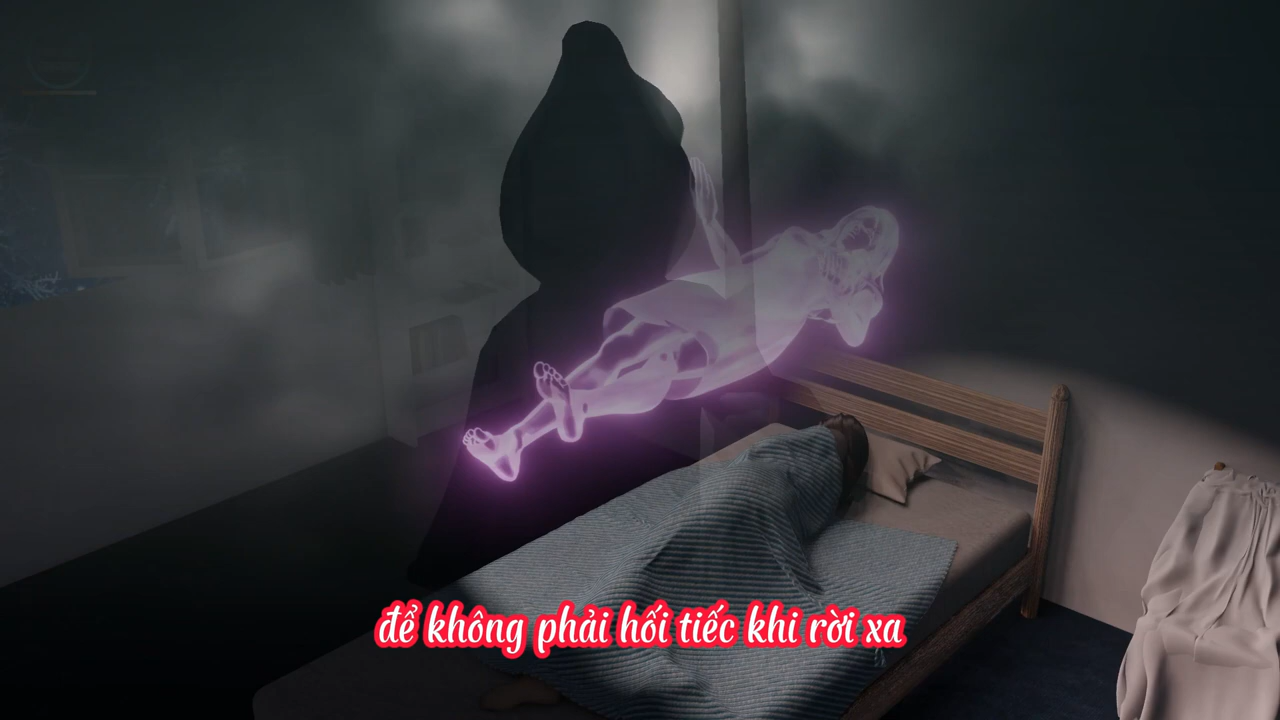 để không phải hối tiếc khi rời xa